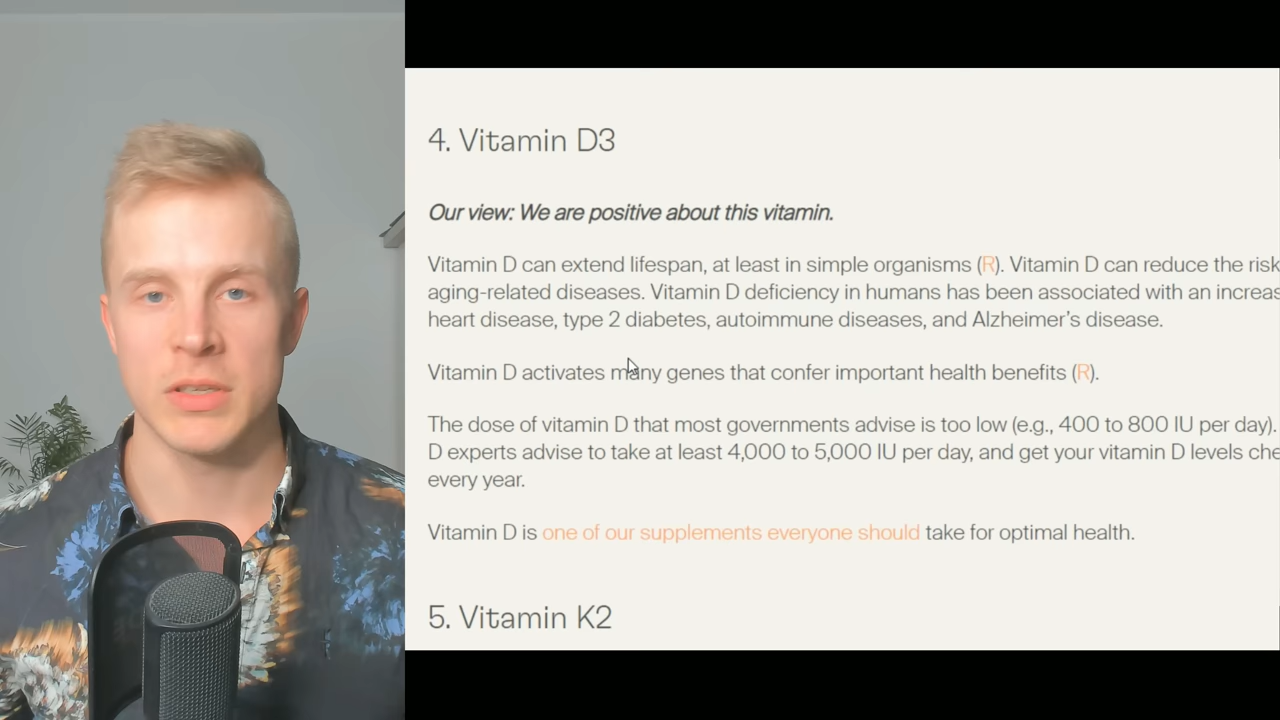 4. Vitamin D3
Our view: We are positive about this vitamin.
Vitamin D can extend lifespan, at least in simple organisms (R). Vitamin D can reduce the risk
aging-related diseases. Vitamin D deficiency in humans has been associated with an increas
heart disease, type 2 diabetes, autoimmune diseases, and Alzheimer's disease.
Vitamin D activates many genes that confer important health benefits (R).
The dose of vitamin D that most governments advise is too low (e.g., 400 to 800 IU per day).
D experts advise to take at least 4,000 to 5,000 IU per day, and get your vitamin D levels che
every year.
Vitamin D is one of our supplements everyone should take for optimal health.
5. Vitamin K2